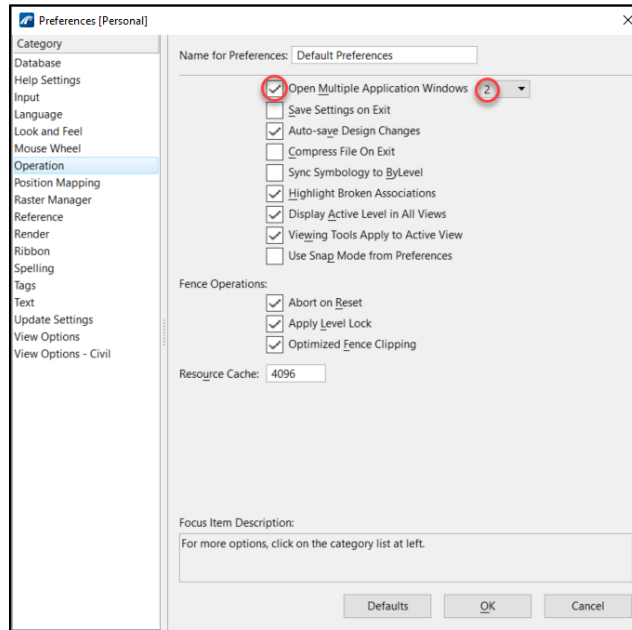 Preferences [Personal]
Category
Database
Help Settings
Input
Language
Look and Feel
Mouse Wheel
Operation
Position Mapping
Raster Manager
Reference
Render
Ribbon
Spelling
Tags
Text
Update Settings
View Options
View Options - Civil
Name for Preferences: Default Preferences
Open Multiple Application Windows 2
Save Settings on Exit
Auto-save Design Changes
Compress File On Exit
Sync Symbology to ByLevel
Highlight Broken Associations
Display Active Level in All Views
Viewing Tools Apply to Active View
Use Snap Mode from Preferences
Fence Operations:
Abort on Reset
Apply Level Lock
Optimized Fence Clipping
Resource Cache: 4096
Focus Item Description:
For more options, click on the category list at left.
Defaults OK Cancel